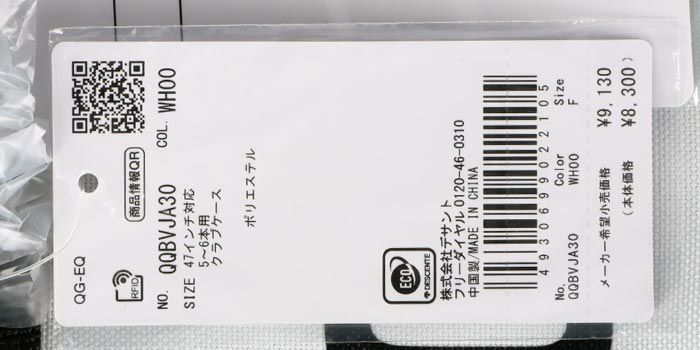 QG-EQ
RFID
商品情報QR
NO. QQBVJA30 COL. WH00
SIZE 47インチ対応
5～6本用
クラブケース
ポリエステル
ECO
DESCENTE
株式会社デサント
フリーダイヤル 0120-46-0310
中国製/MADE IN CHINA
4930699022105
No. Color Size
QQBVJA30 WH00 F
メーカー希望小売価格 ¥9,130
(本体価格 ¥8,300)